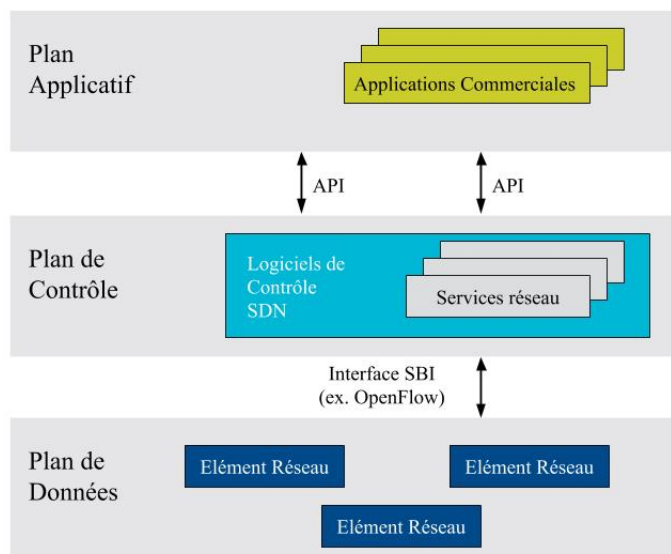 Plan
Applicatif
Applications Commerciales
API
API
Plan de
Contrôle
Logiciels de
Contrôle
SDN
Services réseau
Interface SBI
(ex. OpenFlow)
Plan de
Données
Elément Réseau
Elément Réseau
Elément Réseau